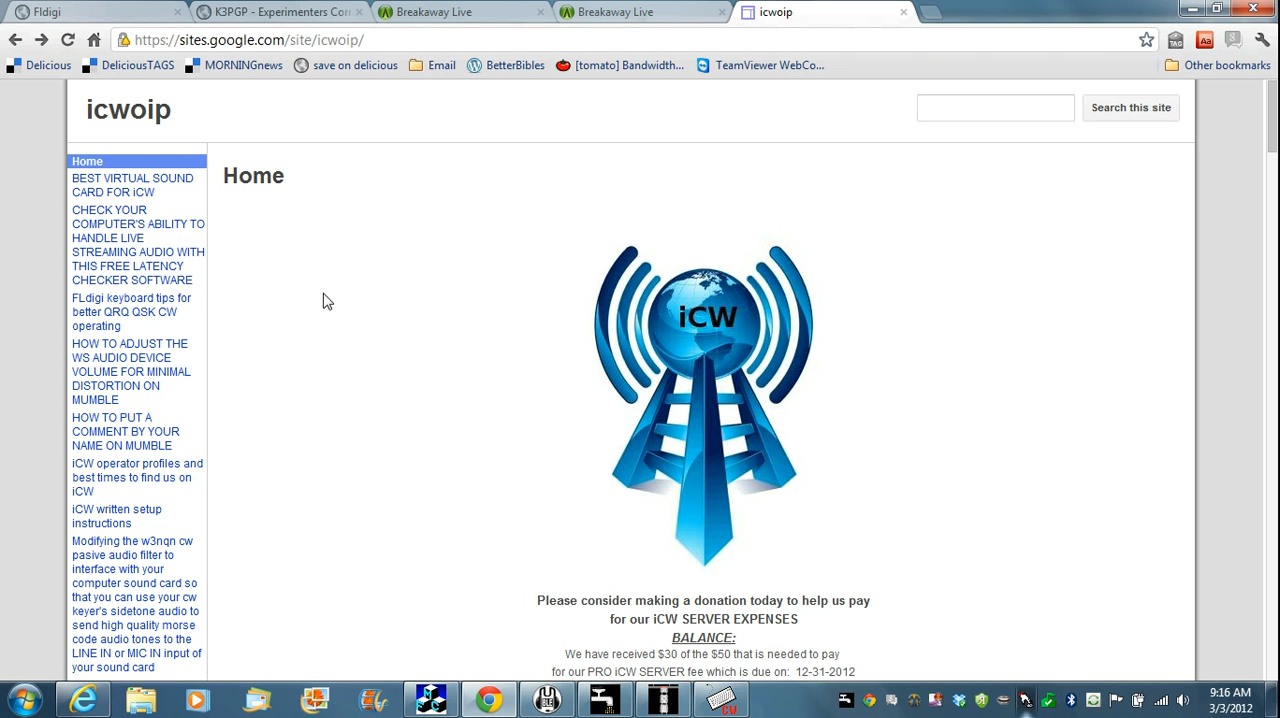 Fldigi
K3PGP - Experimenters Corn
Breakaway Live
Breakaway Live
icwoip
https://sites.google.com/site/icwoip/
Delicious
DeliciousTAGS
MORNINGnews
save on delicious
Email
BetterBibles
[tomato] Bandwidth...
TeamViewer WebCo...
Other bookmarks
icwoip
Search this site
Home
BEST VIRTUAL SOUND
CARD FOR iCW
CHECK YOUR
COMPUTER'S ABILITY TO
HANDLE LIVE
STREAMING AUDIO WITH
THIS FREE LATENCY
CHECKER SOFTWARE
FLdigi keyboard tips for
better QRQ QSK CW
operating
HOW TO ADJUST THE
WS AUDIO DEVICE
VOLUME FOR MINIMAL
DISTORTION ON
MUMBLE
HOW TO PUT A
COMMENT BY YOUR
NAME ON MUMBLE
iCW operator profiles and
best times to find us on
iCW
iCW written setup
instructions
Modifying the w3nqn cw
pasive audio filter to
interface with your
computer sound card so
that you can use your cw
keyer's sidetone audio to
send high quality morse
code audio tones to the
LINE IN or MIC IN input of
your sound card
Home
iCW
Please consider making a donation today to help us pay
for our iCW SERVER EXPENSES
BALANCE:
We have received $30 of the $50 that is needed to pay
for our PRO iCW SERVER fee which is due on: 12-31-2012
CW
9:16 AM
3/3/2012